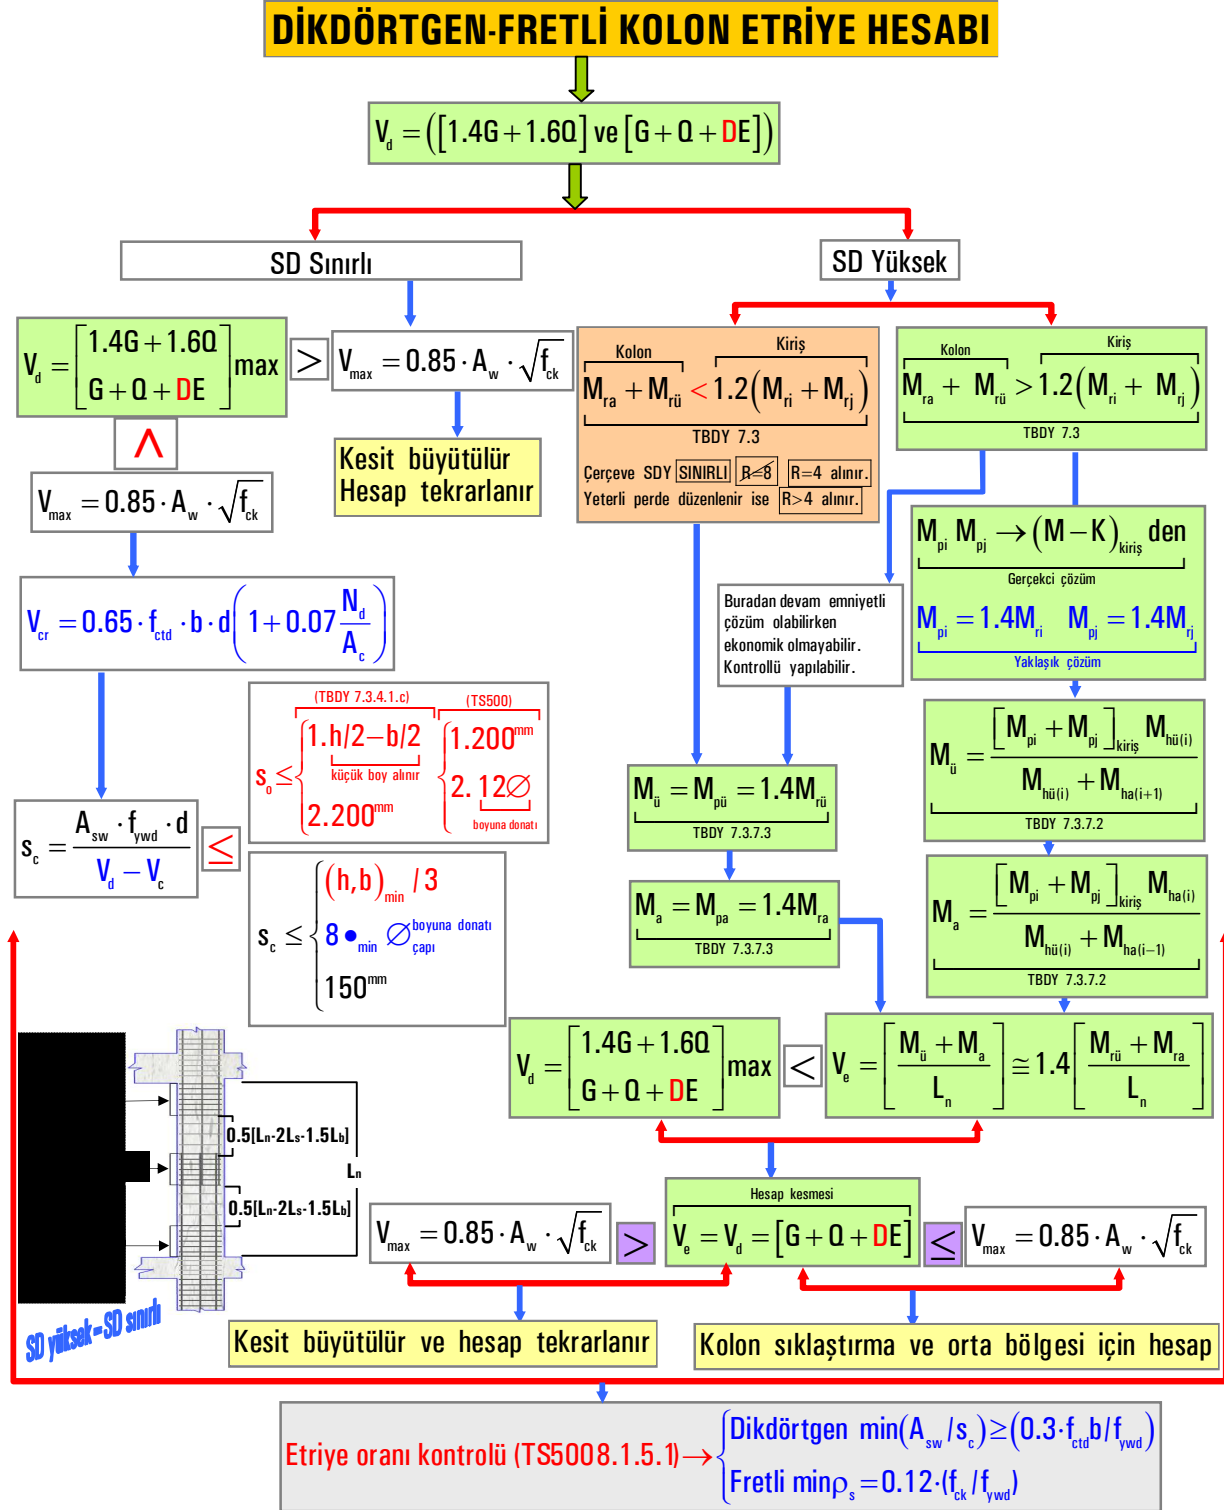 DİKDÖRTGEN-FRETLİ KOLON ETRİYE HESABI
V_d = ([1.4G + 1.6Q] ve [G + Q + DE])
SD Sınırlı
SD Yüksek
V_d = [1.4G + 1.6Q
G + Q + DE] max
>
V_max = 0.85 · A_w · √f_ck
Kesit büyütülür
Hesap tekrarlanır
<
V_max = 0.85 · A_w · √f_ck
V_cr = 0.65 · f_ctd · b · d(1 + 0.07 N_d / A_c)
(TBDY 7.3.4.1.c) (TS500)
s_o ≤ {1. h/2 – b/2 {1. 200mm
küçük boy alınır
2. 200mm 2. 12Ø
boyuna donatı
s_c = A_sw · f_ywd · d / (V_d – V_c) ≤
s_c ≤ {(h,b)_min / 3
8 •_min Ø boyuna donatı çapı
150mm
Kolon Kiriş
M_ra + M_rü < 1.2(M_ri + M_rj)
TBDY 7.3
Çerçeve SDY SINIRLI R=8 R=4 alınır.
Yeterli perde düzenlenir ise R>4 alınır.
Kolon Kiriş
M_ra + M_rü > 1.2(M_ri + M_rj)
TBDY 7.3
M_pi M_pj → (M – K)_kiriş den
Gerçekci çözüm
M_pi = 1.4M_ri M_pj = 1.4M_rj
Yaklaşık çözüm
Buradan devam emniyetli
çözüm olabilirken
ekonomik olmayabilir.
Kontrollü yapılabilir.
M_ü = [M_pi + M_pj]_kiriş M_hü(i) / (M_hü(i) + M_ha(i+1))
TBDY 7.3.7.2
M_ü = M_pü = 1.4M_rü
TBDY 7.3.7.3
M_a = M_pa = 1.4M_ra
TBDY 7.3.7.3
M_a = [M_pi + M_pj]_kiriş M_ha(i) / (M_hü(i) + M_ha(i–1))
TBDY 7.3.7.2
V_d = [1.4G + 1.6Q
G + Q + DE] max
<
V_e = [(M_ü + M_a) / L_n] ≅ 1.4[(M_rü + M_ra) / L_n]
0.5[Ln-2Ls-1.5Lb]
Ln
0.5[Ln-2Ls-1.5Lb]
SD yüksek=SD sınırlı
V_max = 0.85 · A_w · √f_ck
>
Hesap kesmesi
V_e = V_d = [G + Q + DE]
≤
V_max = 0.85 · A_w · √f_ck
Kesit büyütülür ve hesap tekrarlanır
Kolon sıklaştırma ve orta bölgesi için hesap
Etriye oranı kontrolü (TS5008.1.5.1) → {Dikdörtgen min(A_sw /s_c) ≥ (0.3·f_ctd b/f_ywd)
Fretli minρ_s = 0.12·(f_ck /f_ywd)